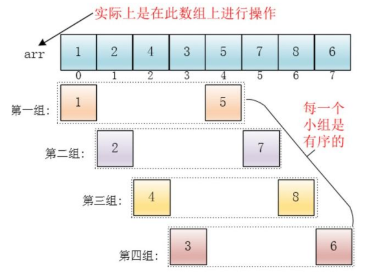 实际上是在此数组上进行操作
arr
1 2 4 3 5 7 8 6
0 1 2 3 4 5 6 7
第一组: 1 5
每一个
小组是
有序的
第二组: 2 7
第三组: 4 8
第四组: 3 6